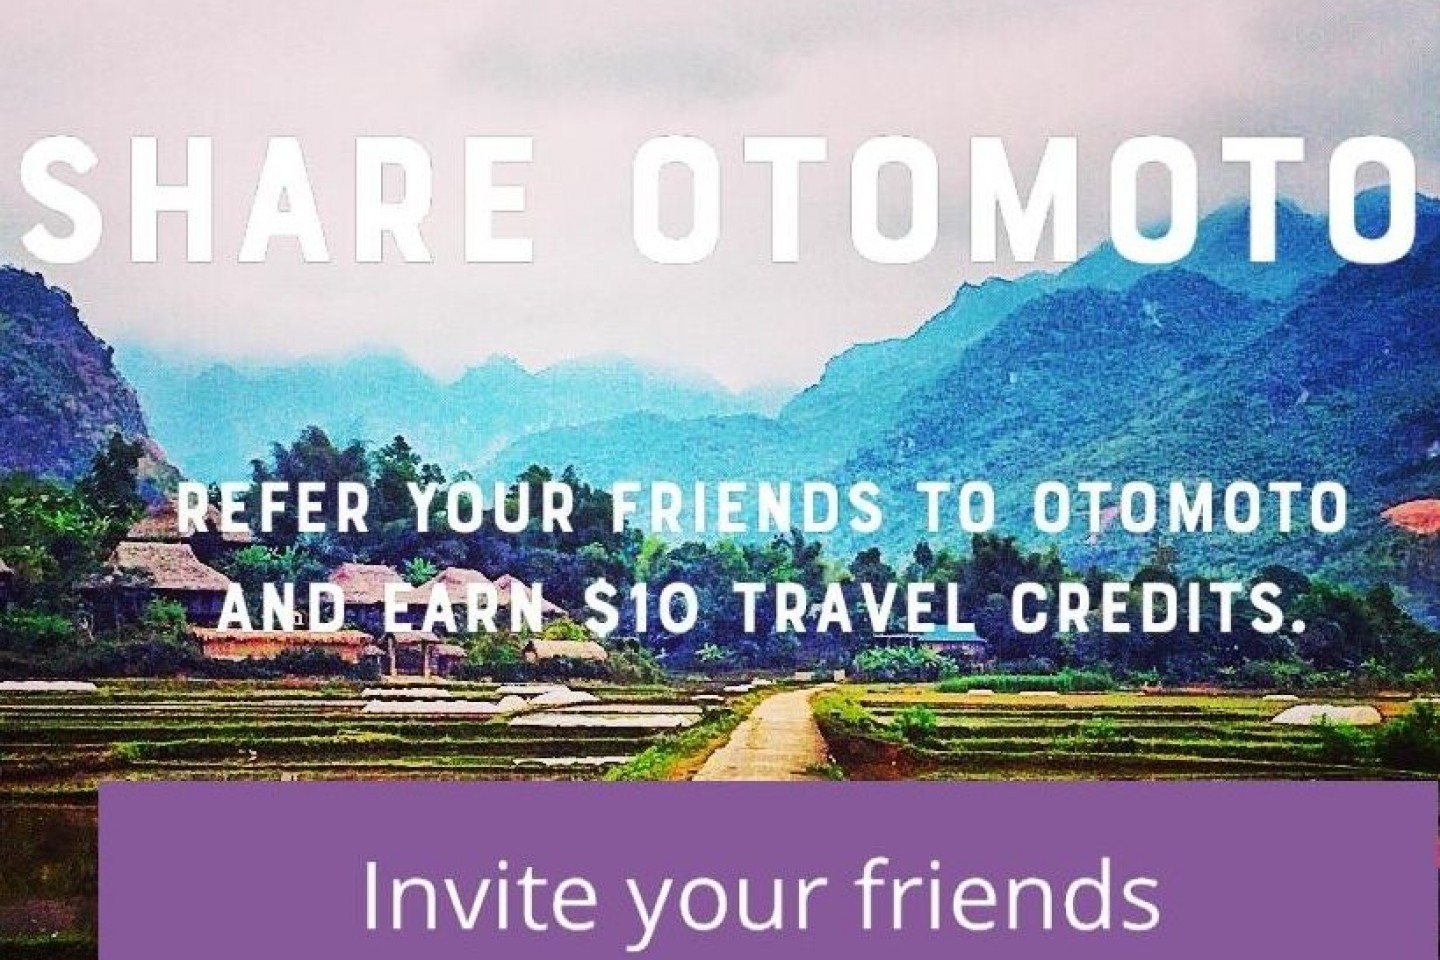 SHARE OTOMOTO
REFER YOUR FRIENDS TO OTOMOTO
AND EARN $10 TRAVEL CREDITS.
Invite your friends